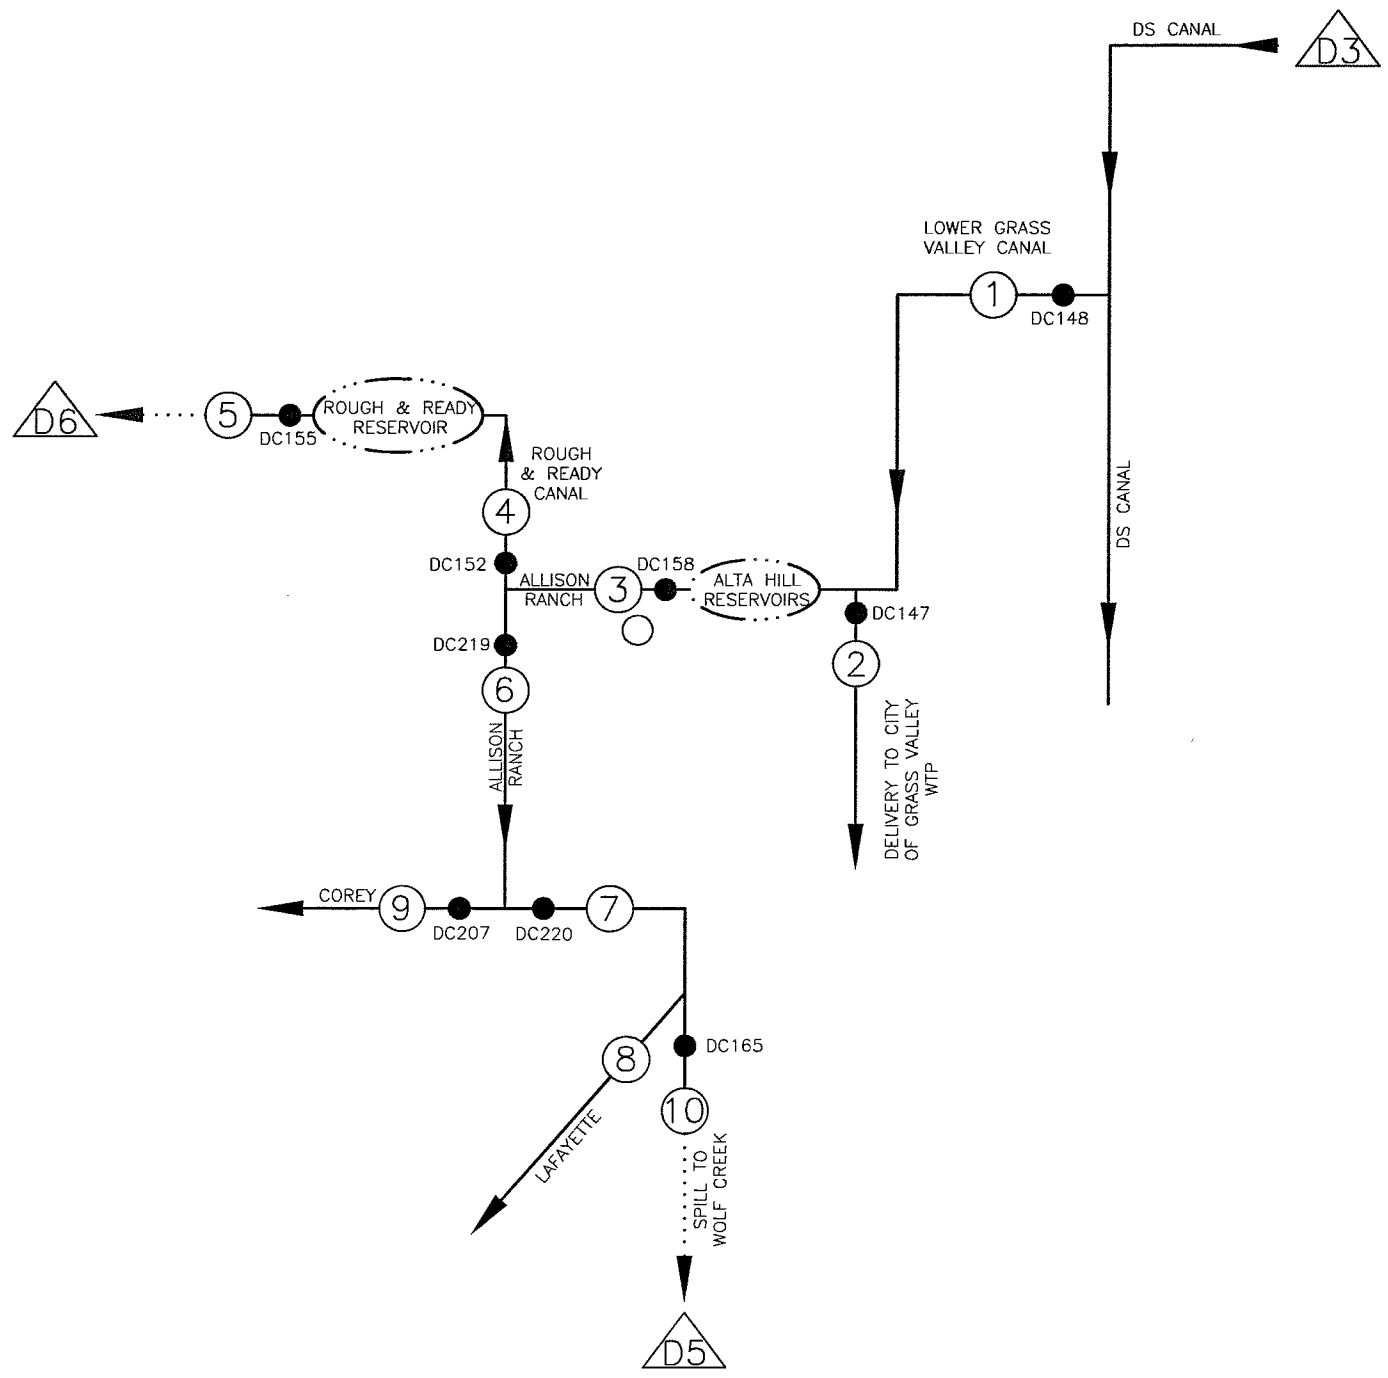 DS CANAL
D3
LOWER GRASS
VALLEY CANAL
1
DC148
D6
5
DC155
ROUGH & READY
RESERVOIR
ROUGH
& READY
CANAL
4
DC152
ALLISON
RANCH
3
DC158
ALTA HILL
RESERVOIRS
DC147
2
DS CANAL
DC219
6
ALLISON
RANCH
DELIVERY TO CITY
OF GRASS VALLEY
WTP
COREY
9
DC207
DC220
7
8
DC165
10
LAFAYETTE
SPILL TO
WOLF CREEK
D5